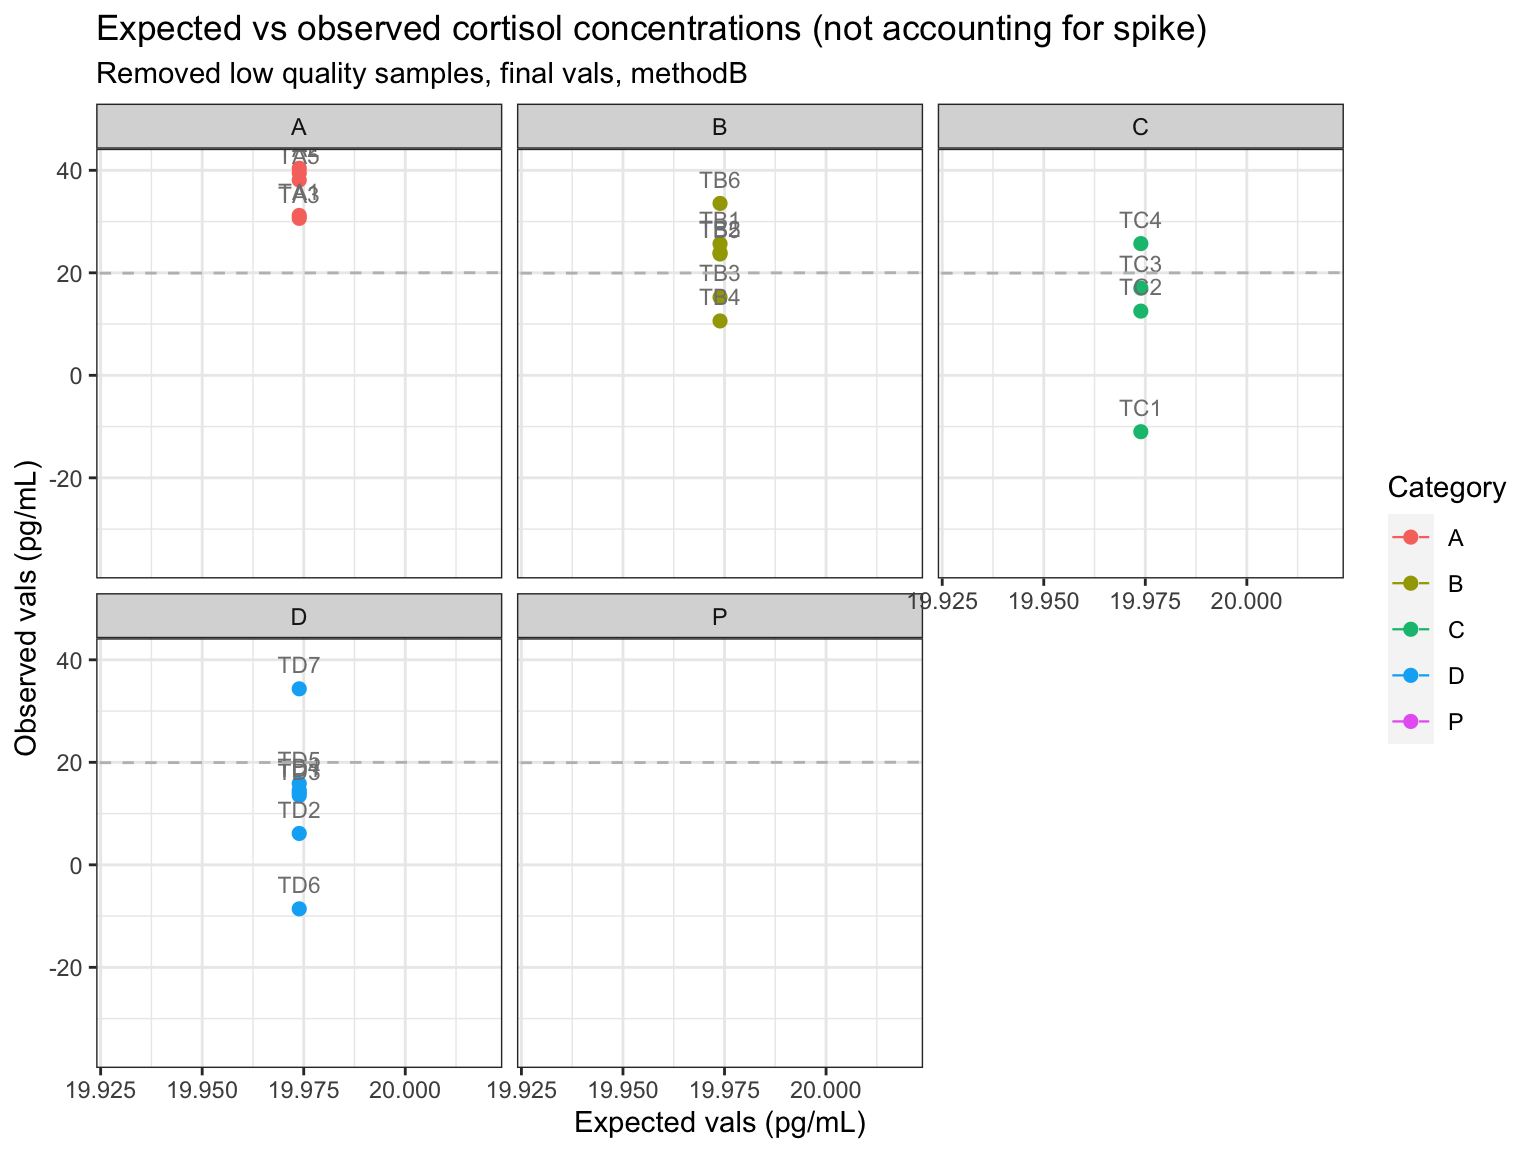 Expected vs observed cortisol concentrations (not accounting for spike)
Removed low quality samples, final vals, methodB
A
B
C
40
20
0
-20
TA5
TA3
TB6
TB1
TB3
TB4
TC4
TC3
TC2
TC1
19.925 19.950 19.975 20.000
D
P
40
20
0
-20
TD7
TD5
TD2
TD6
19.925 19.950 19.975 20.000
19.925 19.950 19.975 20.000
Expected vals (pg/mL)
Observed vals (pg/mL)
Category
A
B
C
D
P